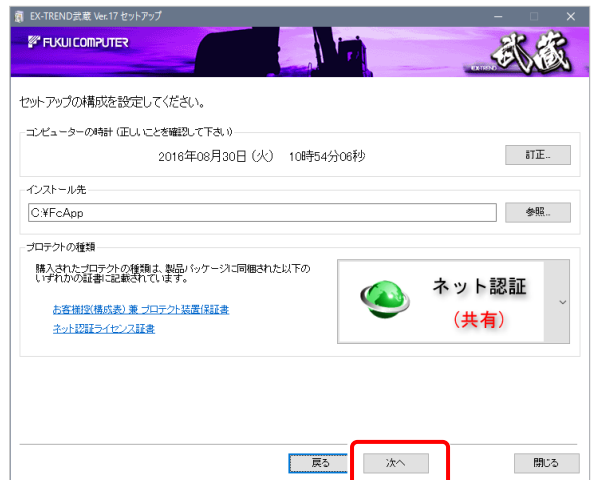 EX-TREND武蔵 Ver.17 セットアップ
FUKUI COMPUTER
武蔵
EX-TREND
セットアップの構成を設定してください。
コンピューターの時計 (正しいことを確認して下さい)
2016年08月30日 (火) 10時54分06秒
訂正...
インストール先
C:¥FcApp
参照...
プロテクトの種類
購入されたプロテクトの種類は、製品パッケージに同梱された以下の
いずれかの証書に記載されています。
お客様控(構成表) 兼 プロテクト装置保証書
ネット認証ライセンス証書
ネット認証
(共有)
戻る
次へ
閉じる